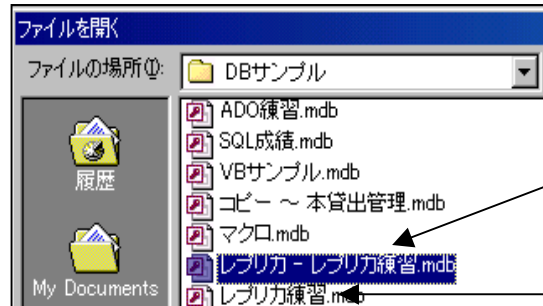 ファイルを開く
ファイルの場所(I):
DBサンプル
ADO練習.mdb
SQL成績.mdb
VBサンプル.mdb
コピー ～ 本貸出管理.mdb
マクロ.mdb
レプリカ - レプリカ練習.mdb
レプリカ練習.mdb
履歴
My Documents